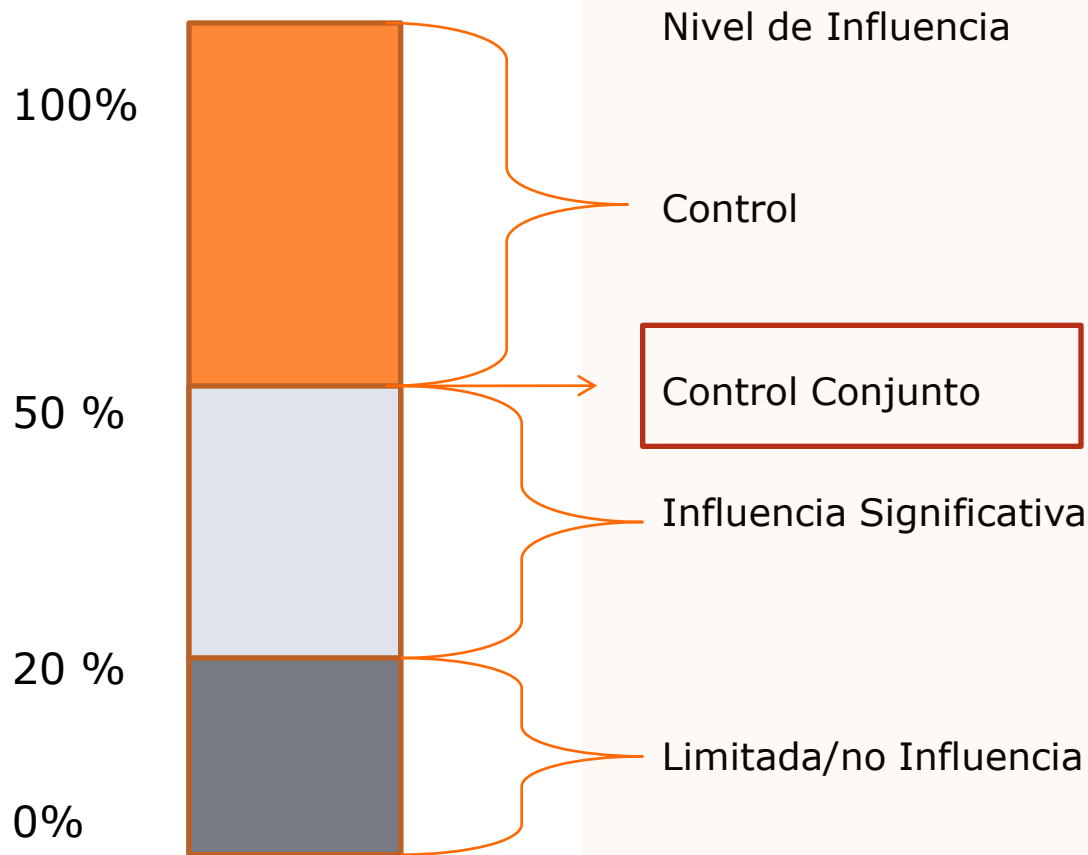 Nivel de Influencia
100%
Control
50 %
Control Conjunto
Influencia Significativa
20 %
Limitada/no Influencia
0%